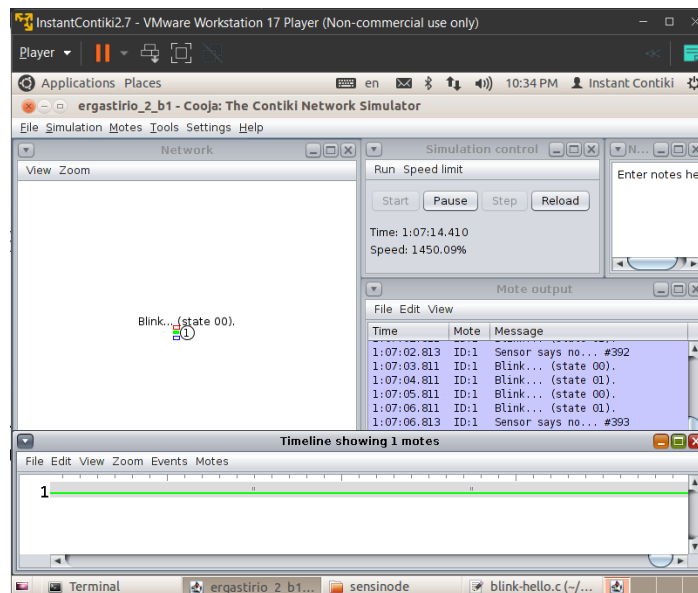 InstantContiki2.7 - VMware Workstation 17 Player (Non-commercial use only)
Player
Applications Places
en
10:34 PM
Instant Contiki
ergastirio_2_b1 - Cooja: The Contiki Network Simulator
File Simulation Motes Tools Settings Help
Network
View Zoom
Blink... (state 00).
1
Simulation control
Run Speed limit
Start Pause Step Reload
Time: 1:07:14.410
Speed: 1450.09%
N...
Enter notes he
Mote output
File Edit View
Time Mote Message
1:07:02.813 ID:1 Sensor says no... #392
1:07:03.811 ID:1 Blink... (state 00).
1:07:04.811 ID:1 Blink... (state 01).
1:07:05.811 ID:1 Blink... (state 00).
1:07:06.811 ID:1 Blink... (state 01).
1:07:06.813 ID:1 Sensor says no... #393
Timeline showing 1 motes
File Edit View Zoom Events Motes
1
Terminal
ergastirio_2_b1...
sensinode
blink-hello.c (~/...